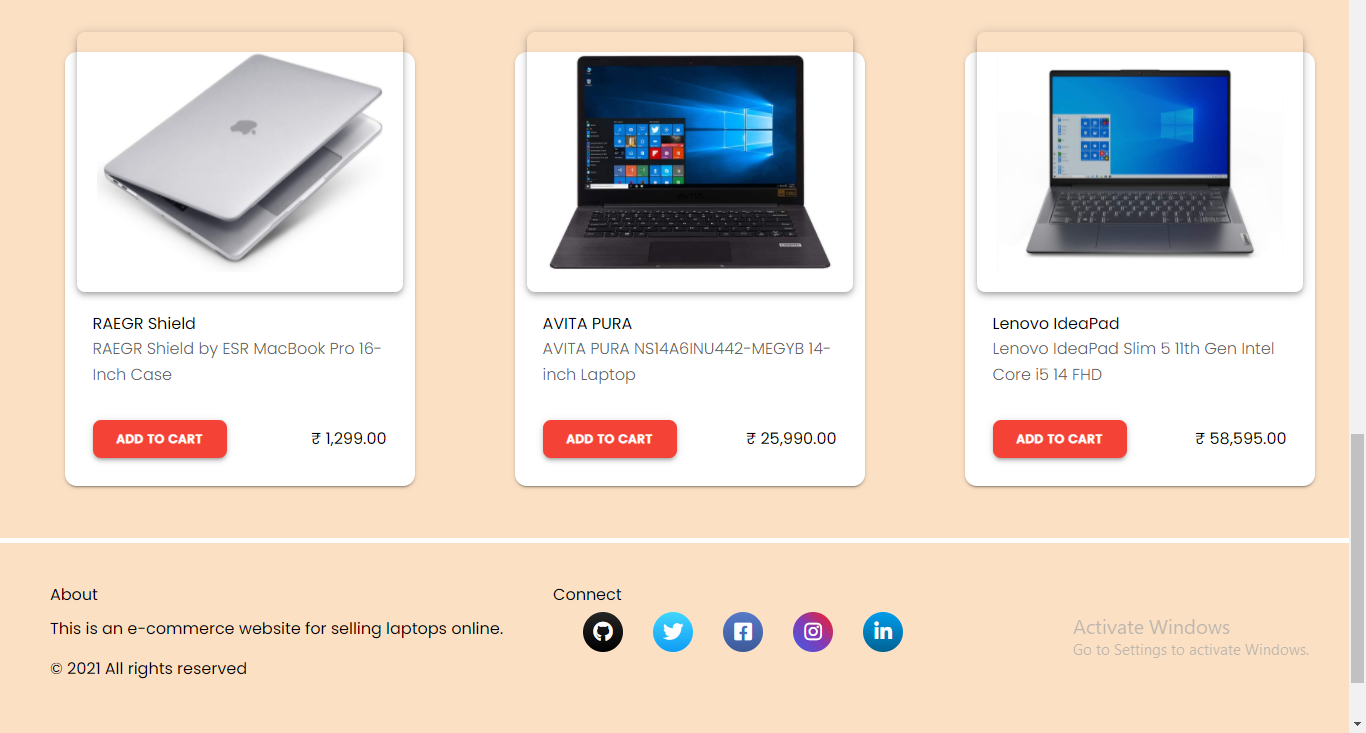 RAEGR Shield
RAEGR Shield by ESR MacBook Pro 16-
Inch Case
ADD TO CART
₹ 1,299.00
AVITA PURA
AVITA PURA NS14A6INU442-MEGYB 14-
inch Laptop
ADD TO CART
₹ 25,990.00
Lenovo IdeaPad
Lenovo IdeaPad Slim 5 11th Gen Intel
Core i5 14 FHD
ADD TO CART
₹ 58,595.00
About
This is an e-commerce website for selling laptops online.
© 2021 All rights reserved
Connect
in
Activate Windows
Go to Settings to activate Windows.